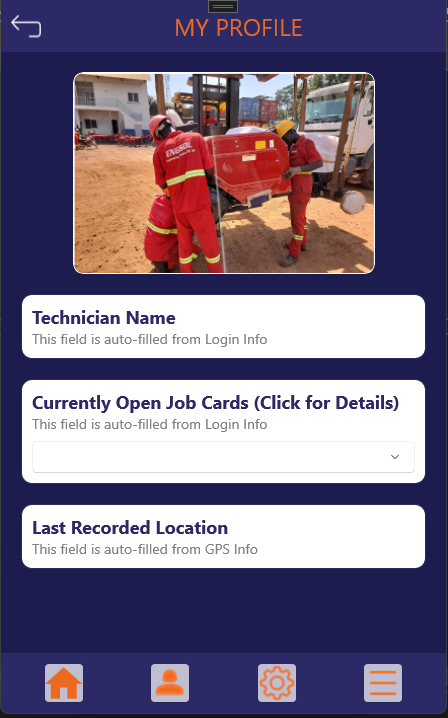 MY PROFILE
ENGSOL
Technician Name
This field is auto-filled from Login Info
Currently Open Job Cards (Click for Details)
This field is auto-filled from Login Info
Last Recorded Location
This field is auto-filled from GPS Info